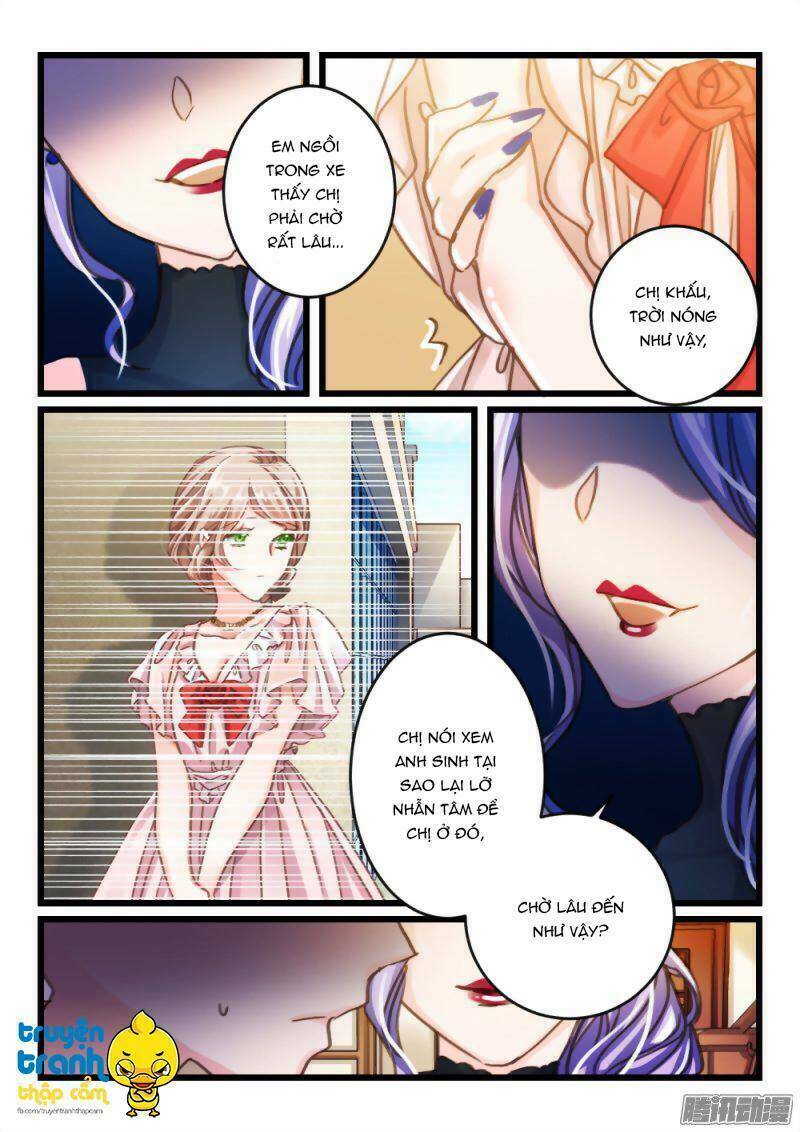 EM NGỒI
TRONG XE
THẤY CHỊ
PHẢI CHỜ
RẤT LÂU...
CHỊ KHẤU,
TRỜI NÓNG
NHƯ VẬY,
CHỊ NÓI XEM
ANH SINH TẠI
SAO LẠI LỠ
NHẪN TÂM ĐỂ
CHỊ Ở ĐÓ,
CHỜ LÂU ĐẾN
NHƯ VẬY?
truyện
tranh
thập cẩm
fb.com/truyentranhthapcam
腾讯动漫